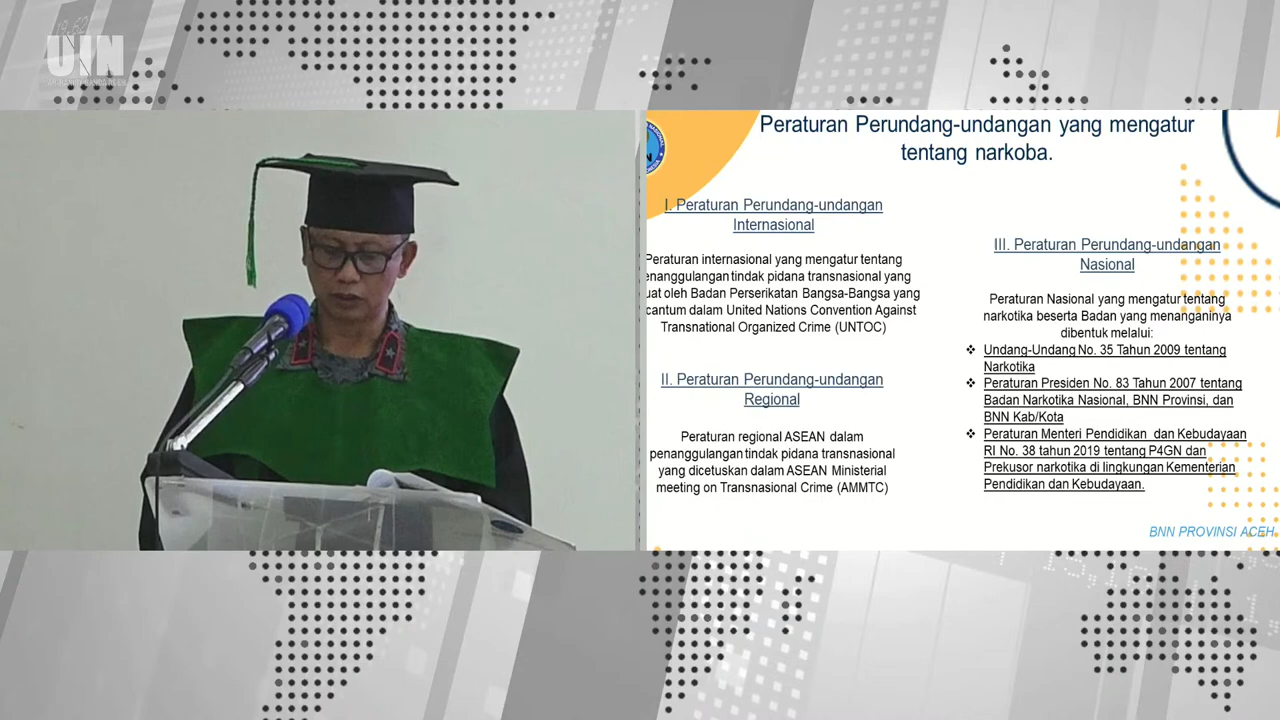 UIN
AR-RANIRY BANDA ACEH
Peraturan Perundang-undangan yang mengatur
tentang narkoba.
I. Peraturan Perundang-undangan
Internasional
Peraturan internasional yang mengatur tentang
enanggulangan tindak pidana transnasional yang
uat oleh Badan Perserikatan Bangsa-Bangsa yang
cantum dalam United Nations Convention Against
Transnational Organized Crime (UNTOC)
II. Peraturan Perundang-undangan
Regional
Peraturan regional ASEAN dalam
penanggulangan tindak pidana transnasional
yang dicetuskan dalam ASEAN Ministerial
meeting on Transnasional Crime (AMMTC)
III. Peraturan Perundang-undangan
Nasional
Peraturan Nasional yang mengatur tentang
narkotika beserta Badan yang menanganinya
dibentuk melalui:
❖ Undang-Undang No. 35 Tahun 2009 tentang
Narkotika
❖ Peraturan Presiden No. 83 Tahun 2007 tentang
Badan Narkotika Nasional, BNN Provinsi, dan
BNN Kab/Kota
❖ Peraturan Menteri Pendidikan dan Kebudayaan
RI No. 38 tahun 2019 tentang P4GN dan
Prekusor narkotika di lingkungan Kementerian
Pendidikan dan Kebudayaan.
BNN PROVINSI ACEH